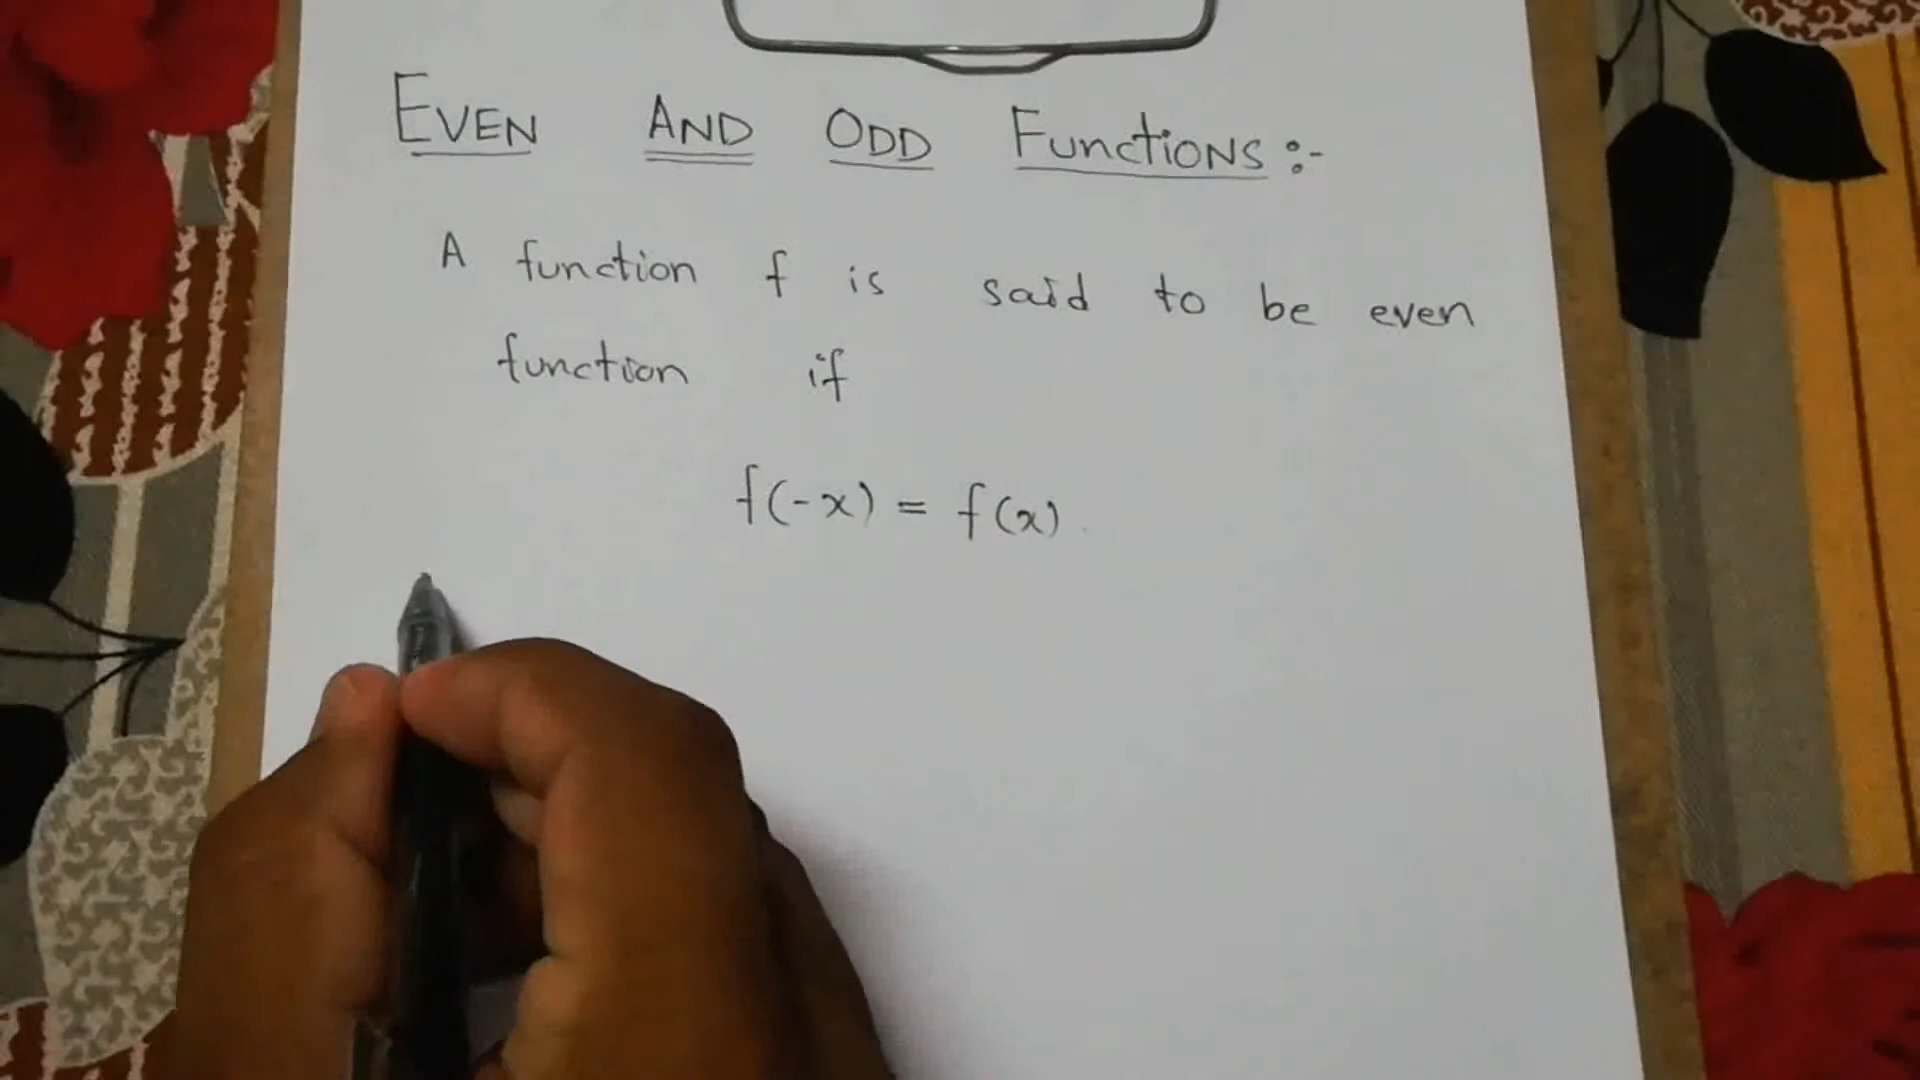 EVEN AND ODD FUNCTIONS :-
A function f is said to be even
function if
f(-x) = f(x).